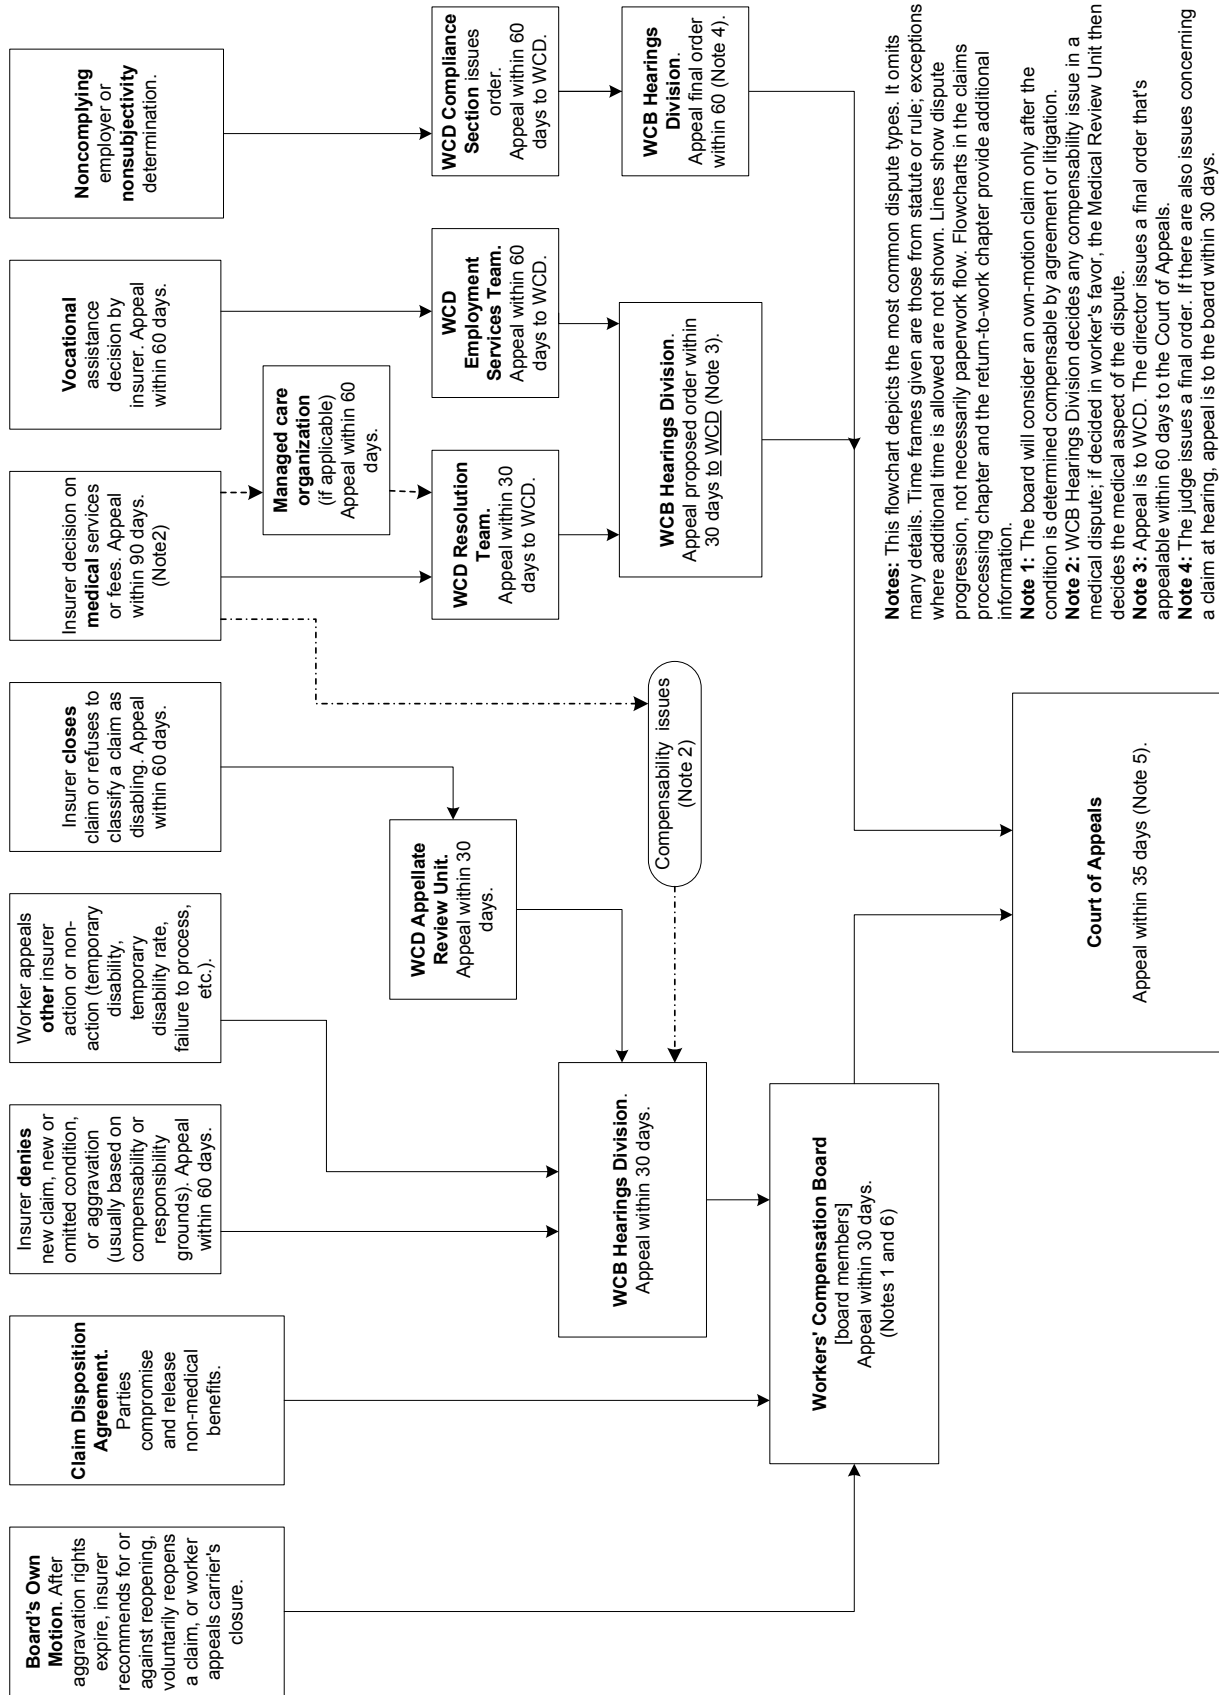 Board's Own
Motion. After
aggravation rights
expire, insurer
recommends for or
against reopening,
voluntarily reopens
a claim, or worker
appeals carrier's
closure.
Claim Disposition
Agreement.
Parties
compromise
and release
non-medical
benefits.
Insurer denies
new claim, new or
omitted condition,
or aggravation
(usually based on
compensability or
responsibility
grounds). Appeal
within 60 days.
Worker appeals
other insurer
action or non-
action (temporary
disability,
temporary
disability rate,
failure to process,
etc.).
Insurer closes
claim or refuses to
classify a claim as
disabling. Appeal
within 60 days.
Insurer decision on
medical services
or fees. Appeal
within 90 days.
(Note2)
Vocational
assistance
decision by
insurer. Appeal
within 60 days.
Noncomplying
employer or
nonsubjectivity
determination.
Managed care
organization
(if applicable)
Appeal within 60
days.
WCD Appellate
Review Unit.
Appeal within 30
days.
WCD Resolution
Team.
Appeal within 30
days to WCD.
WCD
Employment
Services Team.
Appeal within 60
days to WCD.
WCD Compliance
Section issues
order.
Appeal within 60
days to WCD.
WCB Hearings Division.
Appeal within 30 days.
Compensability issues
(Note 2)
WCB Hearings Division.
Appeal proposed order within
30 days to WCD (Note 3).
WCB Hearings
Division.
Appeal final order
within 60 (Note 4).
Workers' Compensation Board
[board members]
Appeal within 30 days.
(Notes 1 and 6)
Court of Appeals
Appeal within 35 days (Note 5).
Notes: This flowchart depicts the most common dispute types. It omits
many details. Time frames given are those from statute or rule; exceptions
where additional time is allowed are not shown. Lines show dispute
progression, not necessarily paperwork flow. Flowcharts in the claims
processing chapter and the return-to-work chapter provide additional
information.
Note 1: The board will consider an own-motion claim only after the
condition is determined compensable by agreement or litigation.
Note 2: WCB Hearings Division decides any compensability issue in a
medical dispute; if decided in worker's favor, the Medical Review Unit then
decides the medical aspect of the dispute.
Note 3: Appeal is to WCD. The director issues a final order that's
appealable within 60 days to the Court of Appeals.
Note 4: The judge issues a final order. If there are also issues concerning
a claim at hearing, appeal is to the board within 30 days.